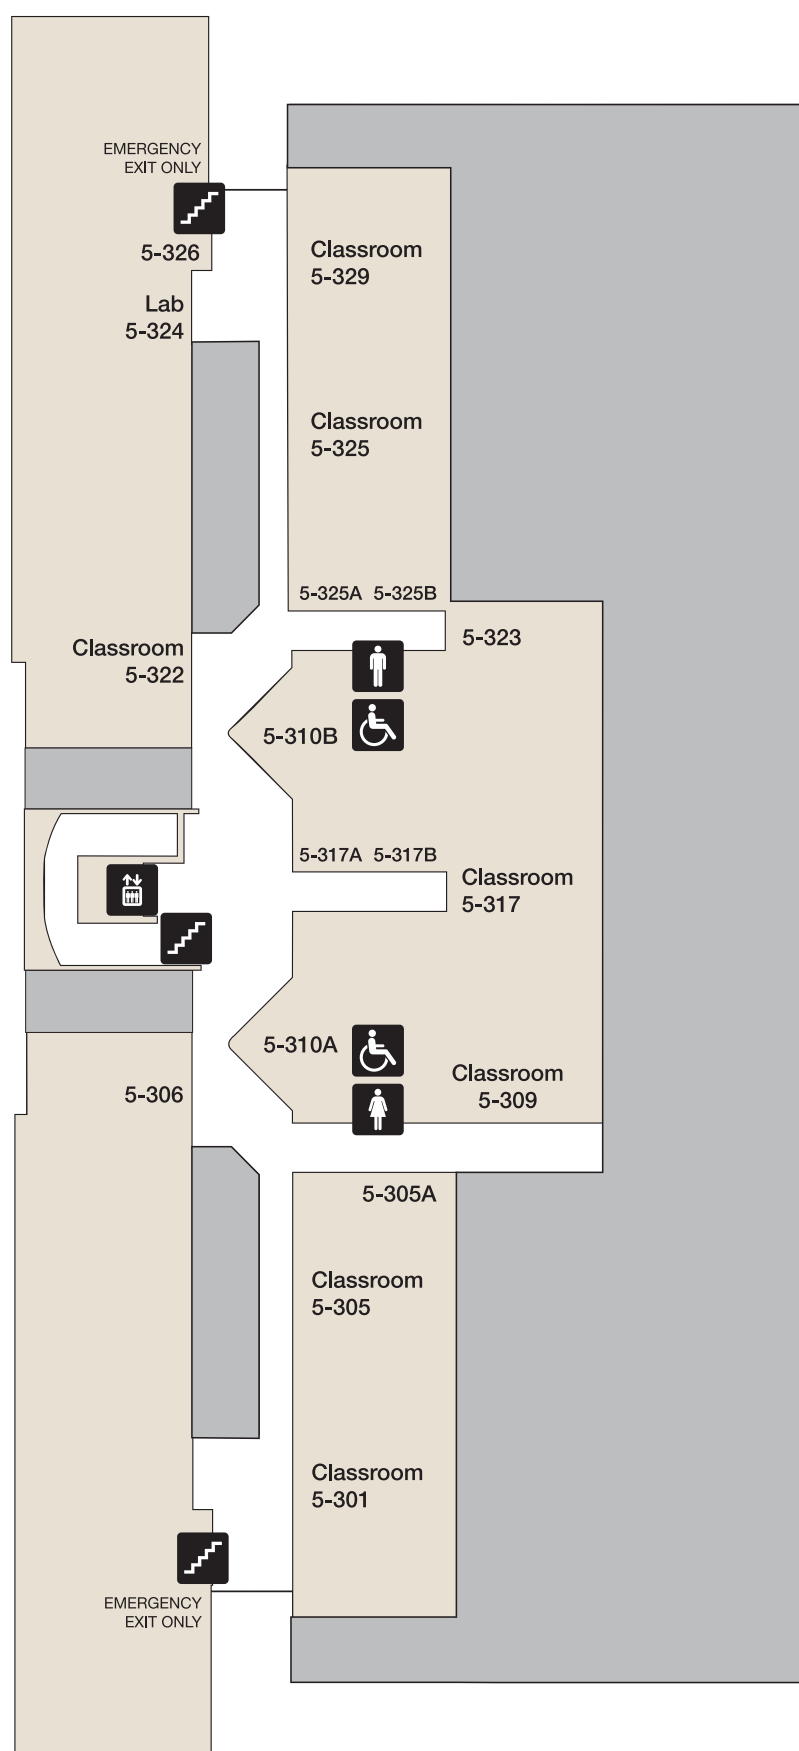 EMERGENCY
EXIT ONLY
5-326
Classroom
5-329
Lab
5-324
Classroom
5-325
5-325A 5-325B
5-323
Classroom
5-322
5-310B
5-317A 5-317B
Classroom
5-317
5-310A
Classroom
5-309
5-306
5-305A
Classroom
5-305
Classroom
5-301
EMERGENCY
EXIT ONLY